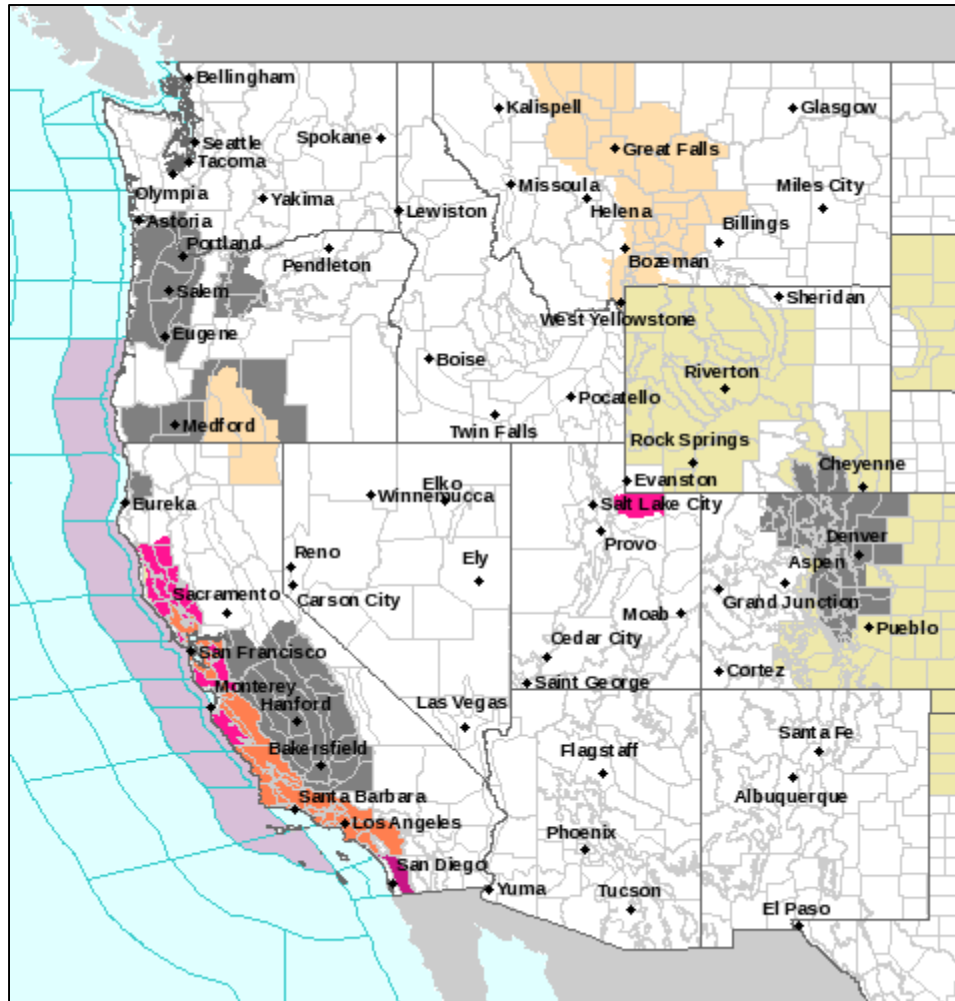 Bellingham
Kalispell
Glasgow
Seattle
Spokane
Great Falls
Tacoma
Olympia
Yakima
Lewiston
Missoula
Helena
Miles City
Billings
Astoria
Portland
Pendleton
Bozeman
Salem
Sheridan
West Yellowstone
Eugene
Boise
Riverton
Pocatello
Medford
Twin Falls
Rock Springs
Cheyenne
Elko
Evanston
Winnemucca
Eureka
Salt Lake City
Provo
Denver
Reno
Ely
Aspen
Sacramento
Carson City
Grand Junction
Moab
Pueblo
Cedar City
San Francisco
Cortez
Saint George
Monterey
Hanford
Las Vegas
Santa Fe
Bakersfield
Flagstaff
Albuquerque
Santa Barbara
Los Angeles
Phoenix
San Diego
Yuma
Tucson
El Paso